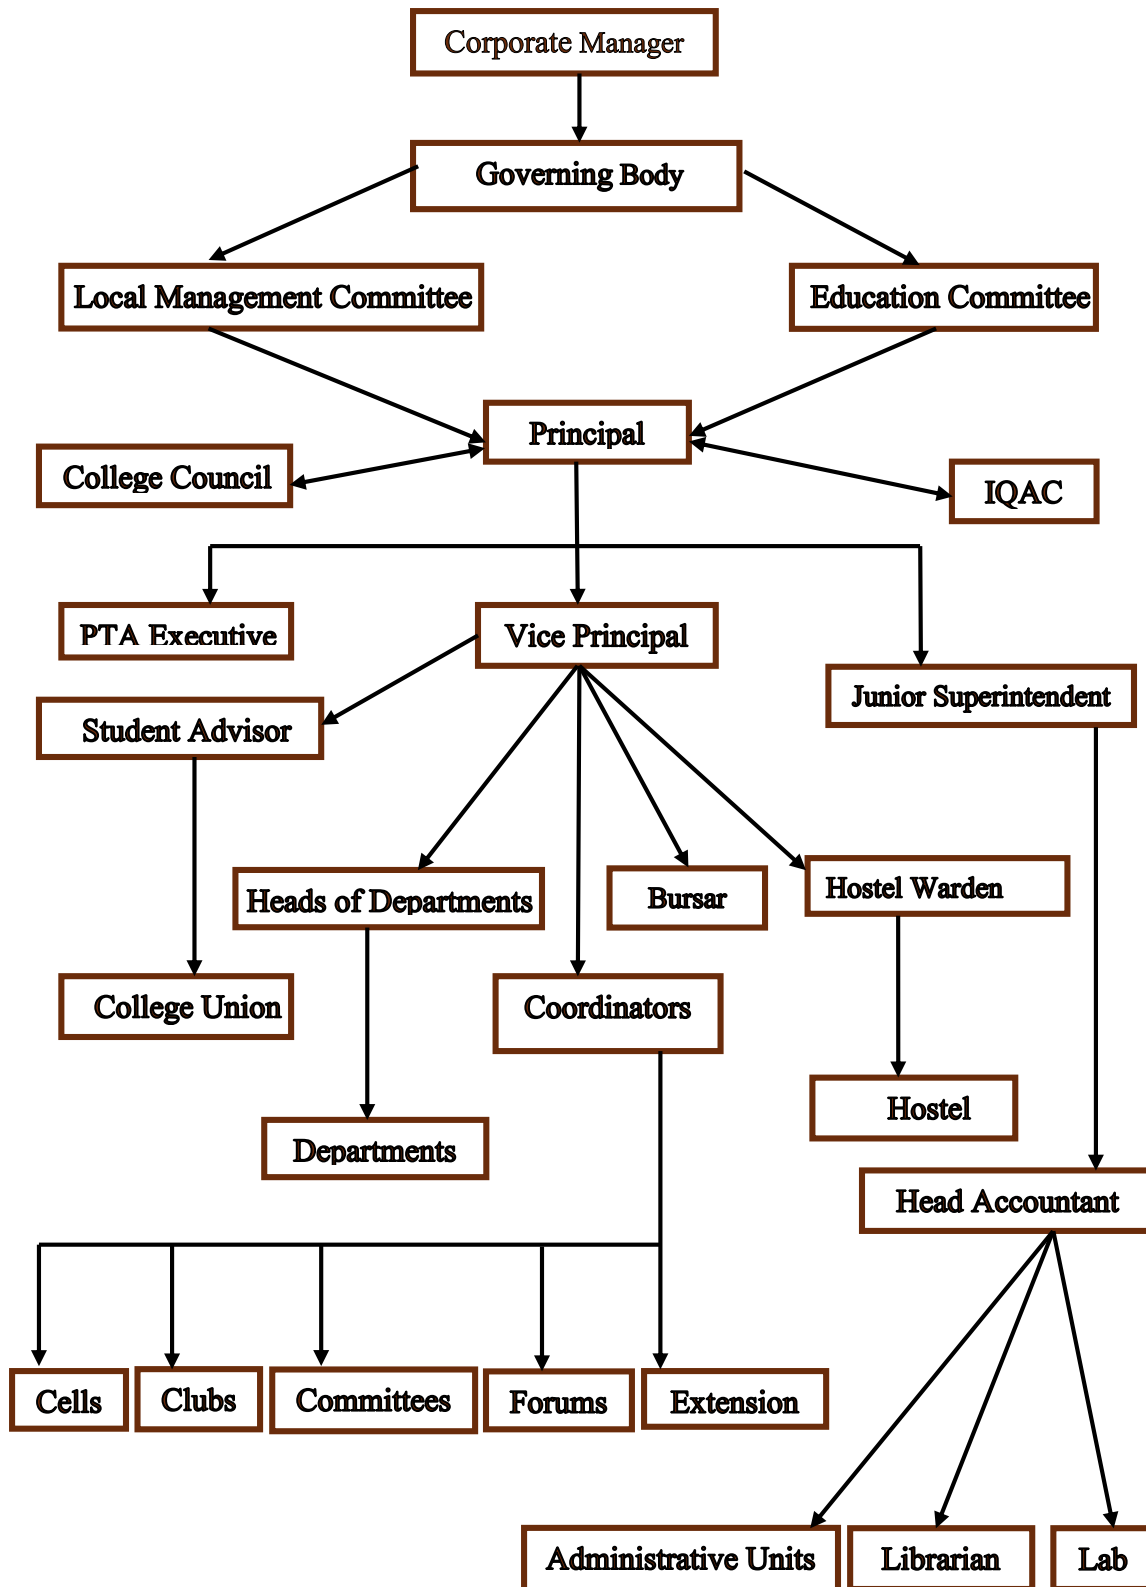 Corporate Manager
Governing Body
Local Management Committee
Education Committee
Principal
College Council
IQAC
PTA Executive
Vice Principal
Junior Superintendent
Student Advisor
Heads of Departments
Bursar
Hostel Warden
College Union
Coordinators
Hostel
Departments
Head Accountant
Cells
Clubs
Committees
Forums
Extension
Administrative Units
Librarian
Lab